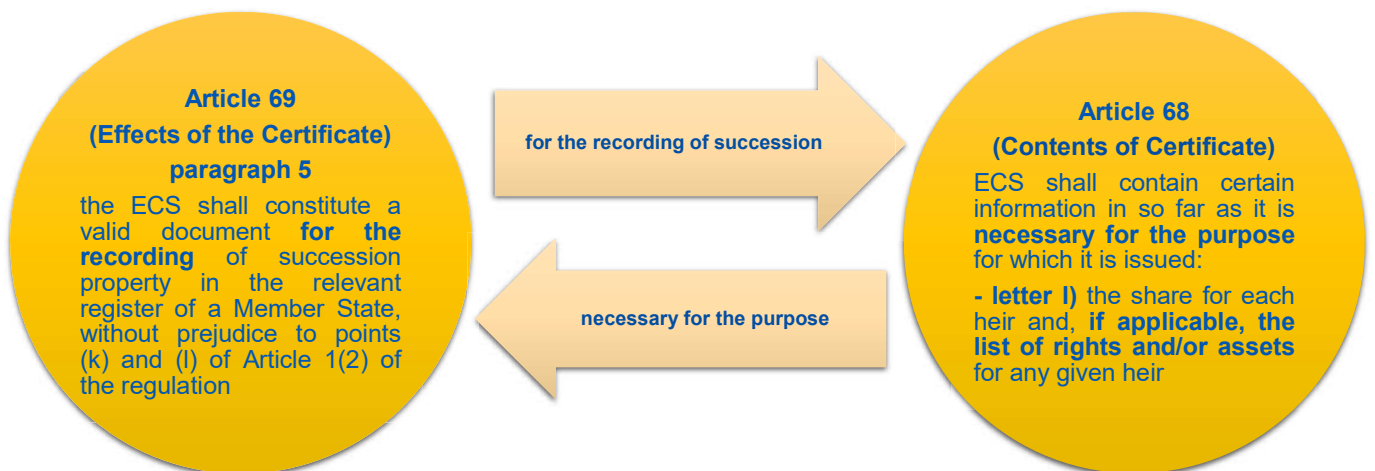 Article 69
(Effects of the Certificate)
paragraph 5
the ECS shall constitute a
valid document for the
recording of succession
property in the relevant
register of a Member State,
without prejudice to points
(k) and (l) of Article 1(2) of
the regulation
for the recording of succession
necessary for the purpose
Article 68
(Contents of Certificate)
ECS shall contain certain
information in so far as it is
necessary for the purpose
for which it is issued:
- letter l) the share for each
heir and, if applicable, the
list of rights and/or assets
for any given heir